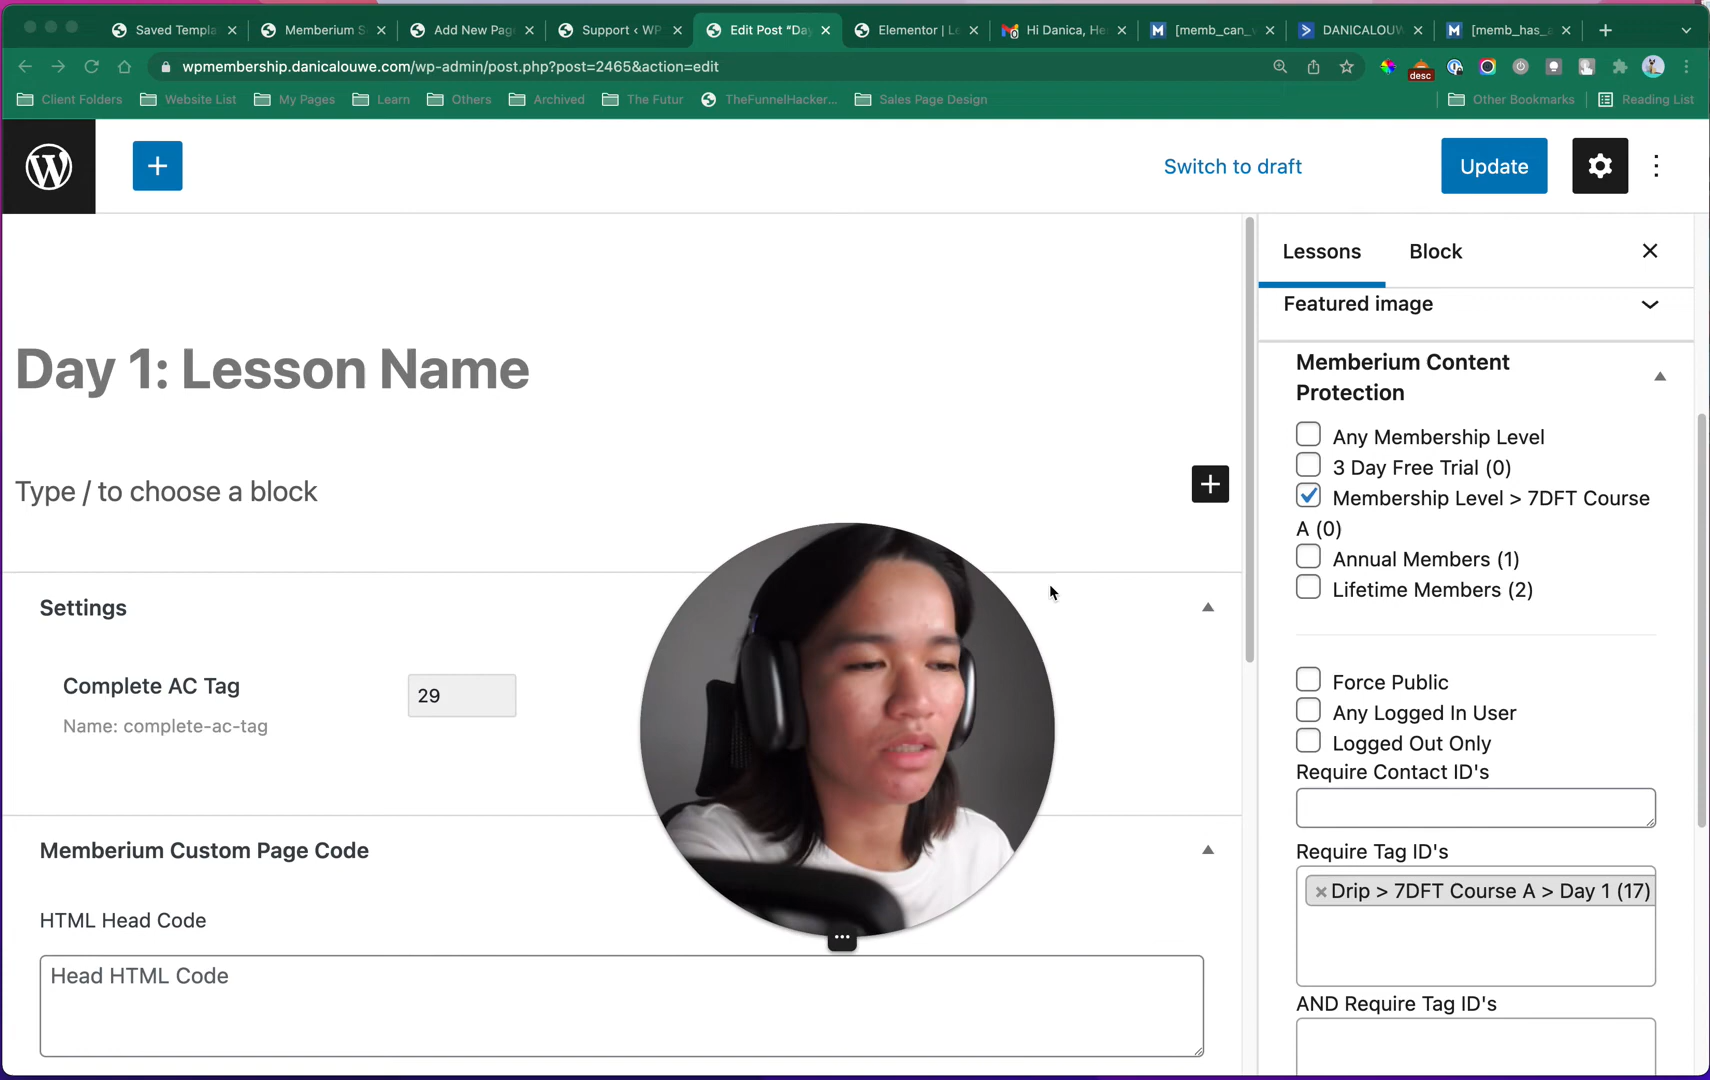 Saved Templa
Memberium S
Add New Pag
Support ‹ WP
Edit Post "Da
Elementor | L
Hi Danica, He
[memb_can_v
DANICALOUW
[memb_has_a
wpmembership.danicalouwe.com/wp-admin/post.php?post=2465&action=edit
desc
Client Folders
Website List
My Pages
Learn
Others
Archived
The Futur
TheFunnelHacker...
Sales Page Design
Other Bookmarks
Reading List
Switch to draft
Update
Lessons
Block
Featured image
Day 1: Lesson Name
Type / to choose a block
Settings
Complete AC Tag
29
Name: complete-ac-tag
Memberium Custom Page Code
HTML Head Code
Head HTML Code
Memberium Content
Protection
Any Membership Level
3 Day Free Trial (0)
Membership Level > 7DFT Course
A (0)
Annual Members (1)
Lifetime Members (2)
Force Public
Any Logged In User
Logged Out Only
Require Contact ID's
Require Tag ID's
× Drip > 7DFT Course A > Day 1 (17)
AND Require Tag ID's